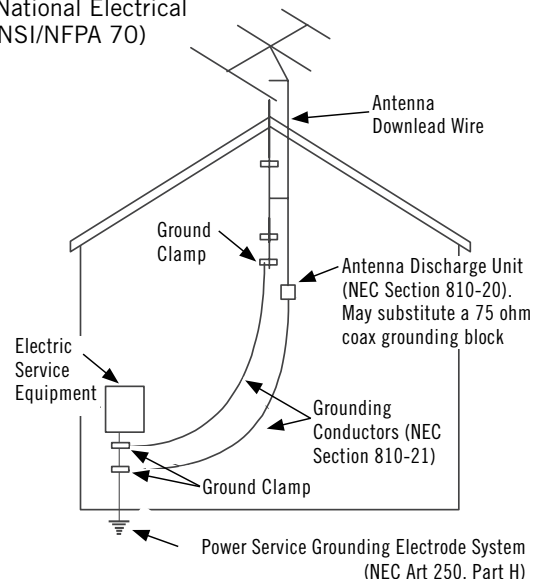 National Electrical
NSI/NFPA 70)
Antenna
Downlead Wire
Ground
Clamp
Antenna Discharge Unit
(NEC Section 810-20).
May substitute a 75 ohm
coax grounding block
Electric
Service
Equipment
Grounding
Conductors (NEC
Section 810-21)
Ground Clamp
Power Service Grounding Electrode System
(NEC Art 250, Part H)